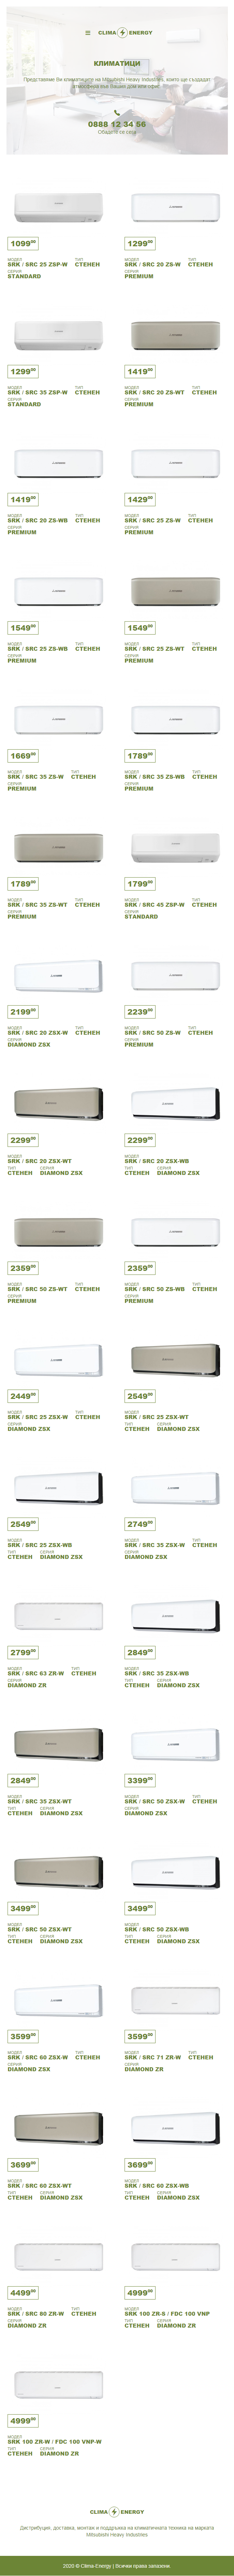 CLIMA ENERGY
КЛИМАТИЦИ
Представяме Ви климатиците на Mitsubishi Heavy Industries, които ще създадат
атмосфера във Вашия дом или офис.
0888 12 34 56
Обадете се сега
1099⁰⁰ 1299⁰⁰
МОДЕЛ ТИП МОДЕЛ ТИП
SRK / SRC 25 ZSP-W СТЕНЕН SRK / SRC 20 ZS-W СТЕНЕН
СЕРИЯ СЕРИЯ
STANDARD PREMIUM
1299⁰⁰ 1419⁰⁰
МОДЕЛ ТИП МОДЕЛ ТИП
SRK / SRC 35 ZSP-W СТЕНЕН SRK / SRC 20 ZS-WT СТЕНЕН
СЕРИЯ СЕРИЯ
STANDARD PREMIUM
1419⁰⁰ 1429⁰⁰
МОДЕЛ ТИП МОДЕЛ ТИП
SRK / SRC 20 ZS-WB СТЕНЕН SRK / SRC 25 ZS-W СТЕНЕН
СЕРИЯ СЕРИЯ
PREMIUM PREMIUM
1549⁰⁰ 1549⁰⁰
МОДЕЛ ТИП МОДЕЛ ТИП
SRK / SRC 25 ZS-WB СТЕНЕН SRK / SRC 25 ZS-WT СТЕНЕН
СЕРИЯ СЕРИЯ
PREMIUM PREMIUM
1669⁰⁰ 1789⁰⁰
МОДЕЛ ТИП МОДЕЛ ТИП
SRK / SRC 35 ZS-W СТЕНЕН SRK / SRC 35 ZS-WB СТЕНЕН
СЕРИЯ СЕРИЯ
PREMIUM PREMIUM
1789⁰⁰ 1799⁰⁰
МОДЕЛ ТИП МОДЕЛ ТИП
SRK / SRC 35 ZS-WT СТЕНЕН SRK / SRC 45 ZSP-W СТЕНЕН
СЕРИЯ СЕРИЯ
PREMIUM STANDARD
2199⁰⁰ 2239⁰⁰
МОДЕЛ ТИП МОДЕЛ ТИП
SRK / SRC 20 ZSX-W СТЕНЕН SRK / SRC 50 ZS-W СТЕНЕН
СЕРИЯ СЕРИЯ
DIAMOND ZSX PREMIUM
2299⁰⁰ 2299⁰⁰
МОДЕЛ МОДЕЛ
SRK / SRC 20 ZSX-WT SRK / SRC 20 ZSX-WB
ТИП СЕРИЯ ТИП СЕРИЯ
СТЕНЕН DIAMOND ZSX СТЕНЕН DIAMOND ZSX
2359⁰⁰ 2359⁰⁰
МОДЕЛ ТИП МОДЕЛ ТИП
SRK / SRC 50 ZS-WT СТЕНЕН SRK / SRC 50 ZS-WB СТЕНЕН
СЕРИЯ СЕРИЯ
PREMIUM PREMIUM
2449⁰⁰ 2549⁰⁰
МОДЕЛ ТИП МОДЕЛ
SRK / SRC 25 ZSX-W СТЕНЕН SRK / SRC 25 ZSX-WT
СЕРИЯ ТИП СЕРИЯ
DIAMOND ZSX СТЕНЕН DIAMOND ZSX
2549⁰⁰ 2749⁰⁰
МОДЕЛ МОДЕЛ ТИП
SRK / SRC 25 ZSX-WB SRK / SRC 35 ZSX-W СТЕНЕН
ТИП СЕРИЯ СЕРИЯ
СТЕНЕН DIAMOND ZSX DIAMOND ZSX
2799⁰⁰ 2849⁰⁰
МОДЕЛ ТИП МОДЕЛ
SRK / SRC 63 ZR-W СТЕНЕН SRK / SRC 35 ZSX-WB
СЕРИЯ ТИП СЕРИЯ
DIAMOND ZR СТЕНЕН DIAMOND ZSX
2849⁰⁰ 3399⁰⁰
МОДЕЛ МОДЕЛ ТИП
SRK / SRC 35 ZSX-WT SRK / SRC 50 ZSX-W СТЕНЕН
ТИП СЕРИЯ СЕРИЯ
СТЕНЕН DIAMOND ZSX DIAMOND ZSX
3499⁰⁰ 3499⁰⁰
МОДЕЛ МОДЕЛ
SRK / SRC 50 ZSX-WT SRK / SRC 50 ZSX-WB
ТИП СЕРИЯ ТИП СЕРИЯ
СТЕНЕН DIAMOND ZSX СТЕНЕН DIAMOND ZSX
3599⁰⁰ 3599⁰⁰
МОДЕЛ ТИП МОДЕЛ ТИП
SRK / SRC 60 ZSX-W СТЕНЕН SRK / SRC 71 ZR-W СТЕНЕН
СЕРИЯ СЕРИЯ
DIAMOND ZSX DIAMOND ZR
3699⁰⁰ 3699⁰⁰
МОДЕЛ МОДЕЛ
SRK / SRC 60 ZSX-WT SRK / SRC 60 ZSX-WB
ТИП СЕРИЯ ТИП СЕРИЯ
СТЕНЕН DIAMOND ZSX СТЕНЕН DIAMOND ZSX
4499⁰⁰ 4999⁰⁰
МОДЕЛ ТИП МОДЕЛ
SRK / SRC 80 ZR-W СТЕНЕН SRK 100 ZR-S / FDC 100 VNP
СЕРИЯ ТИП СЕРИЯ
DIAMOND ZR СТЕНЕН DIAMOND ZR
4999⁰⁰
МОДЕЛ
SRK 100 ZR-W / FDC 100 VNP-W
ТИП СЕРИЯ
СТЕНЕН DIAMOND ZR
CLIMA ENERGY
Дистрибуция, доставка, монтаж и поддръжка на климатичната техника на марката
Mitsubishi Heavy Industries
2020 © Clima-Energy | Всички права запазени.